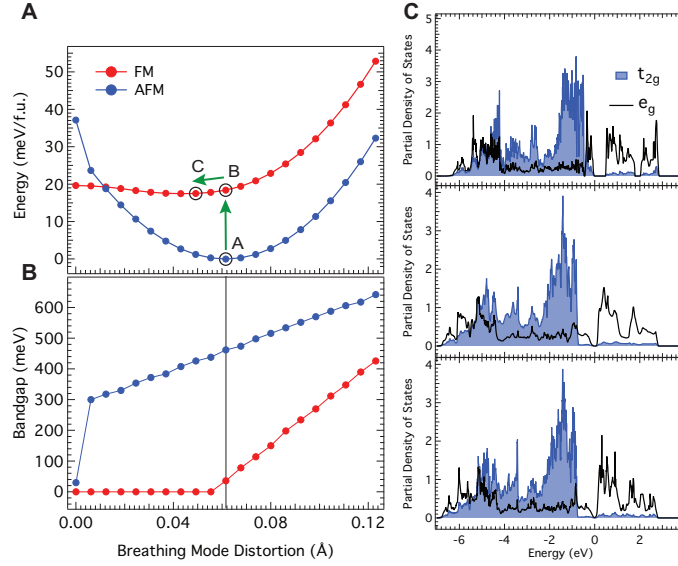 A
C
50
40
30
20
10
0
Energy (meV/f.u.)
FM
AFM
C
B
A
B
600
500
400
300
200
100
0
Bandgap (meV)
0.00
0.04
0.08
0.12
Breathing Mode Distortion (Å)
5
4
3
2
1
0
Partial Density of States
t2g
eg
4
3
2
1
0
Partial Density of States
4
3
2
1
0
Partial Density of States
-6
-4
-2
0
2
4
Energy (eV)